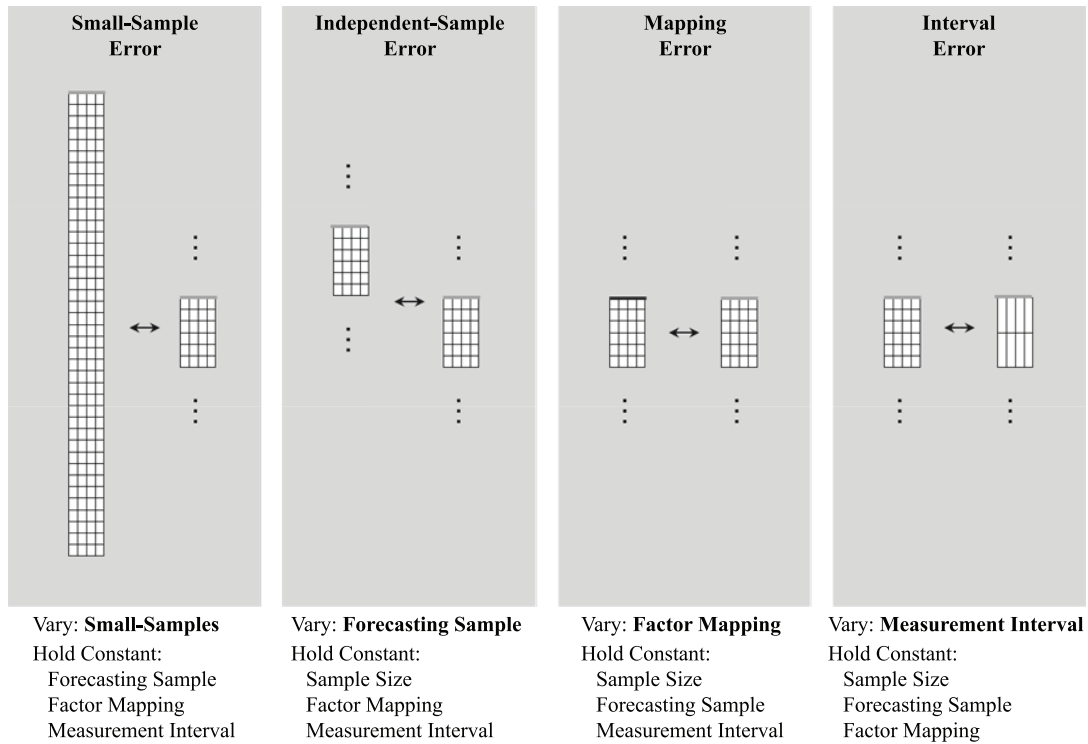 Small-Sample
Error
Independent-Sample
Error
Mapping
Error
Interval
Error
Vary: Small-Samples
Hold Constant:
Forecasting Sample
Factor Mapping
Measurement Interval
Vary: Forecasting Sample
Hold Constant:
Sample Size
Factor Mapping
Measurement Interval
Vary: Factor Mapping
Hold Constant:
Sample Size
Forecasting Sample
Measurement Interval
Vary: Measurement Interval
Hold Constant:
Sample Size
Forecasting Sample
Factor Mapping